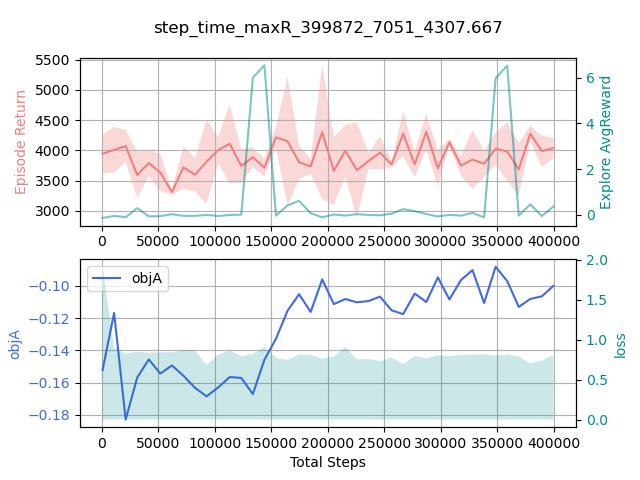 step_time_maxR_399872_7051_4307.667
5500
5000
4500
4000
3500
3000
Episode Return
6
4
2
0
Explore AvgReward
0 50000 100000 150000 200000 250000 300000 350000 400000
−0.10
−0.12
−0.14
−0.16
−0.18
objA
objA
2.0
1.5
1.0
0.5
0.0
loss
0 50000 100000 150000 200000 250000 300000 350000 400000
Total Steps